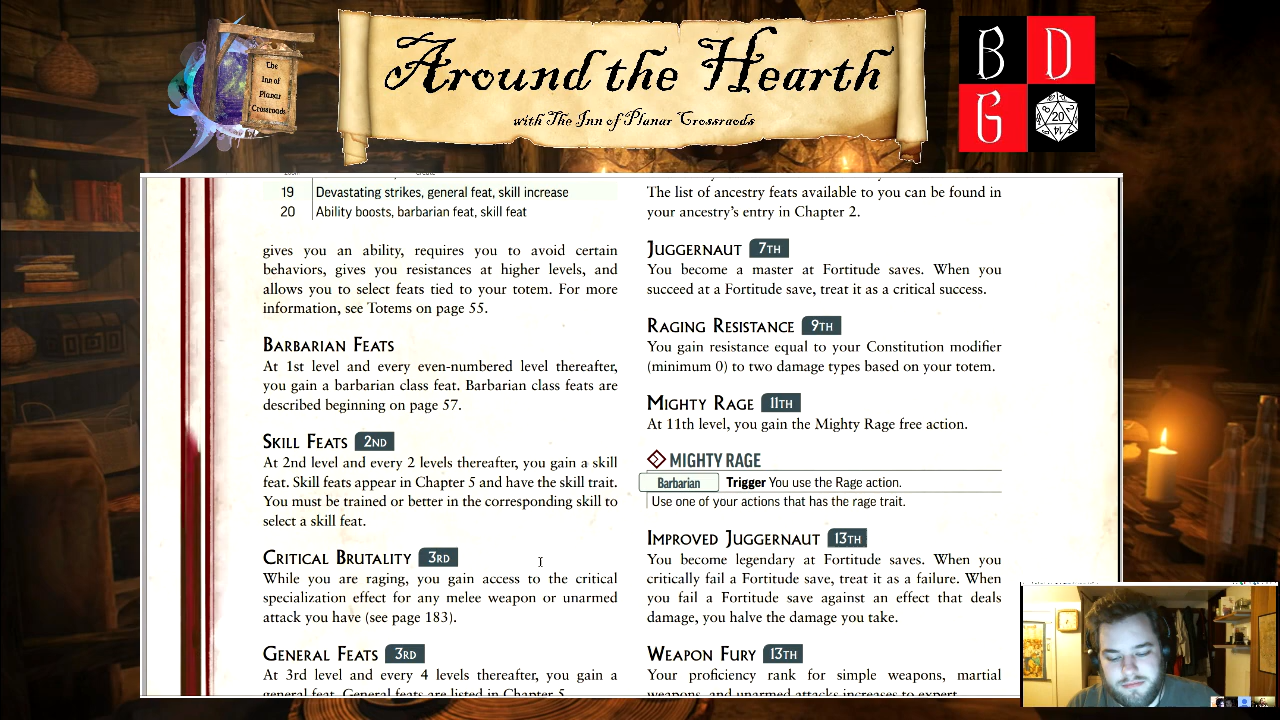 The
Inn of
Planar
Crossroads
Around the Hearth
with The Inn of Planar Crossroads
B D
G 20
19 Devastating strikes, general feat, skill increase
20 Ability boosts, barbarian feat, skill feat
gives you an ability, requires you to avoid certain
behaviors, gives you resistances at higher levels, and
allows you to select feats tied to your totem. For more
information, see Totems on page 55.
BARBARIAN FEATS
At 1st level and every even-numbered level thereafter,
you gain a barbarian class feat. Barbarian class feats are
described beginning on page 57.
SKILL FEATS 2ND
At 2nd level and every 2 levels thereafter, you gain a skill
feat. Skill feats appear in Chapter 5 and have the skill trait.
You must be trained or better in the corresponding skill to
select a skill feat.
CRITICAL BRUTALITY 3RD
While you are raging, you gain access to the critical
specialization effect for any melee weapon or unarmed
attack you have (see page 183).
GENERAL FEATS 3RD
At 3rd level and every 4 levels thereafter, you gain a
general feat. General feats are listed in Chapter 5.
The list of ancestry feats available to you can be found in
your ancestry's entry in Chapter 2.
JUGGERNAUT 7TH
You become a master at Fortitude saves. When you
succeed at a Fortitude save, treat it as a critical success.
RAGING RESISTANCE 9TH
You gain resistance equal to your Constitution modifier
(minimum 0) to two damage types based on your totem.
MIGHTY RAGE 11TH
At 11th level, you gain the Mighty Rage free action.
MIGHTY RAGE
Barbarian Trigger You use the Rage action.
Use one of your actions that has the rage trait.
IMPROVED JUGGERNAUT 13TH
You become legendary at Fortitude saves. When you
critically fail a Fortitude save, treat it as a failure. When
you fail a Fortitude save against an effect that deals
damage, you halve the damage you take.
WEAPON FURY 13TH
Your proficiency rank for simple weapons, martial
weapons, and unarmed attacks increases to expert.